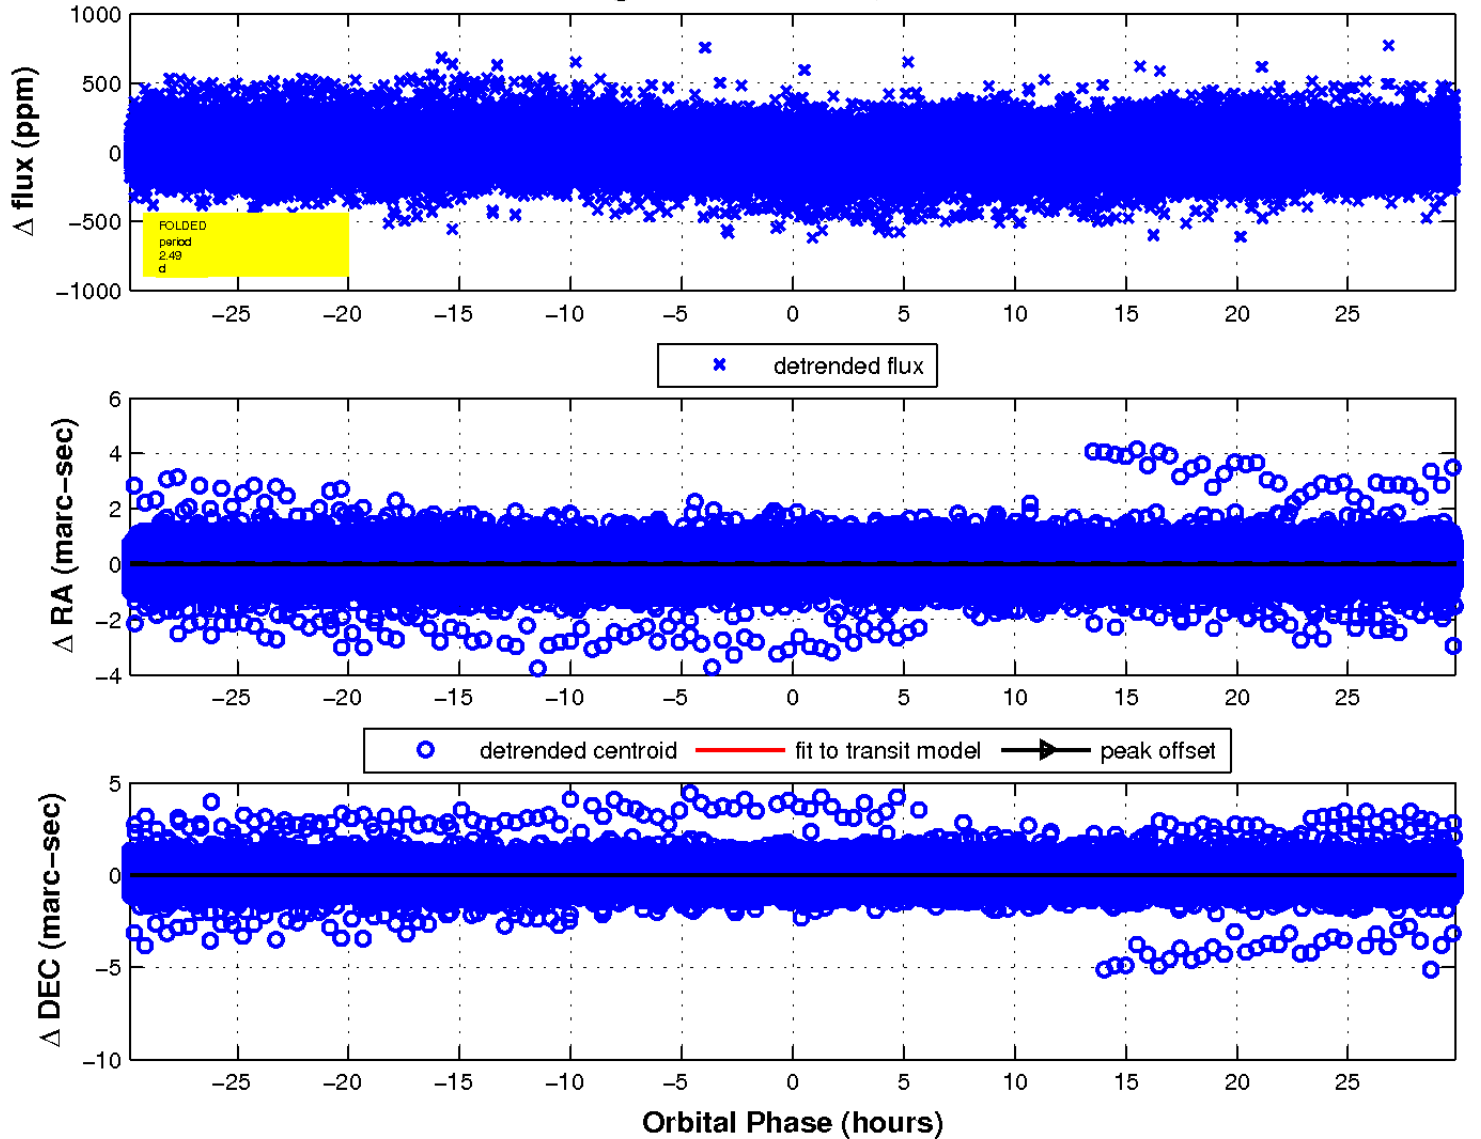 1000
500
0
−500
−1000
Δ flux (ppm)
FOLDED
period
2.49
d
−25 −20 −15 −10 −5 0 5 10 15 20 25
detrended flux
6
4
2
0
−2
−4
Δ RA (marc−sec)
−25 −20 −15 −10 −5 0 5 10 15 20 25
detrended centroid fit to transit model peak offset
5
0
−5
−10
Δ DEC (marc−sec)
−25 −20 −15 −10 −5 0 5 10 15 20 25
Orbital Phase (hours)